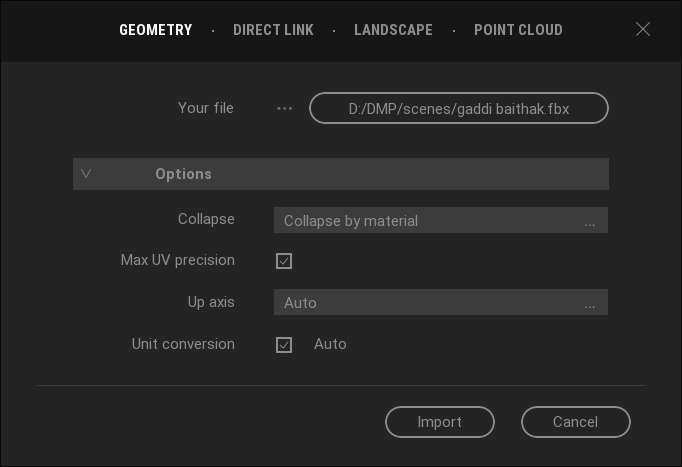 GEOMETRY · DIRECT LINK · LANDSCAPE · POINT CLOUD
Your file ... D:/DMP/scenes/gaddi baithak.fbx
Options
Collapse Collapse by material ...
Max UV precision
Up axis Auto ...
Unit conversion Auto
Import Cancel